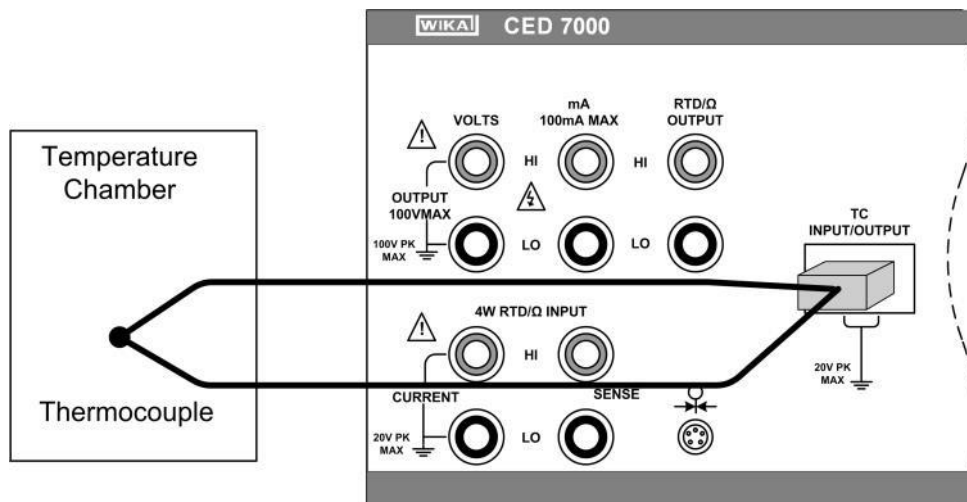 WIKA CED 7000
Temperature
Chamber
Thermocouple
VOLTS
mA
100mA MAX
RTD/Ω
OUTPUT
HI
HI
OUTPUT
100VMAX
100V PK
MAX
LO
LO
TC
INPUT/OUTPUT
4W RTD/Ω INPUT
HI
20V PK
MAX
CURRENT
SENSE
20V PK
MAX
LO